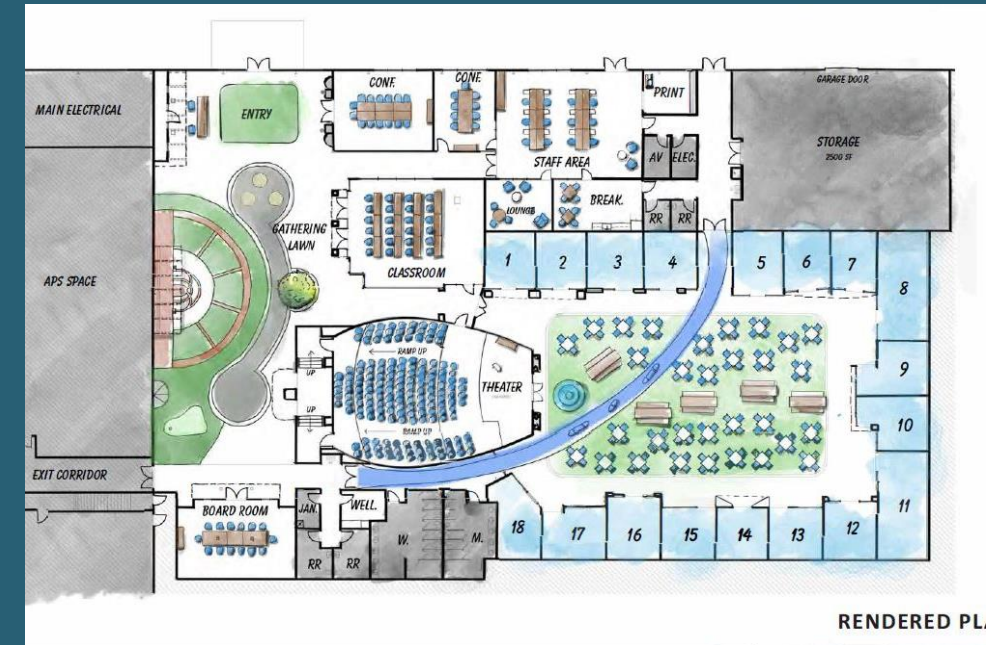 MAIN ELECTRICAL
ENTRY
CONF.
CONF.
PRINT
GARAGE DOOR
STORAGE
2500 SF
STAFF AREA
AV
ELEC.
LOUNGE
BREAK.
RR
RR
GATHERING
LAWN
CLASSROOM
APS SPACE
1
2
3
4
5
6
7
8
9
10
11
UP
UP
RAMP UP
THEATER
RAMP UP
EXIT CORRIDOR
BOARD ROOM
JAN.
WELL.
RR
RR
W.
M.
18
17
16
15
14
13
12
RENDERED PLA